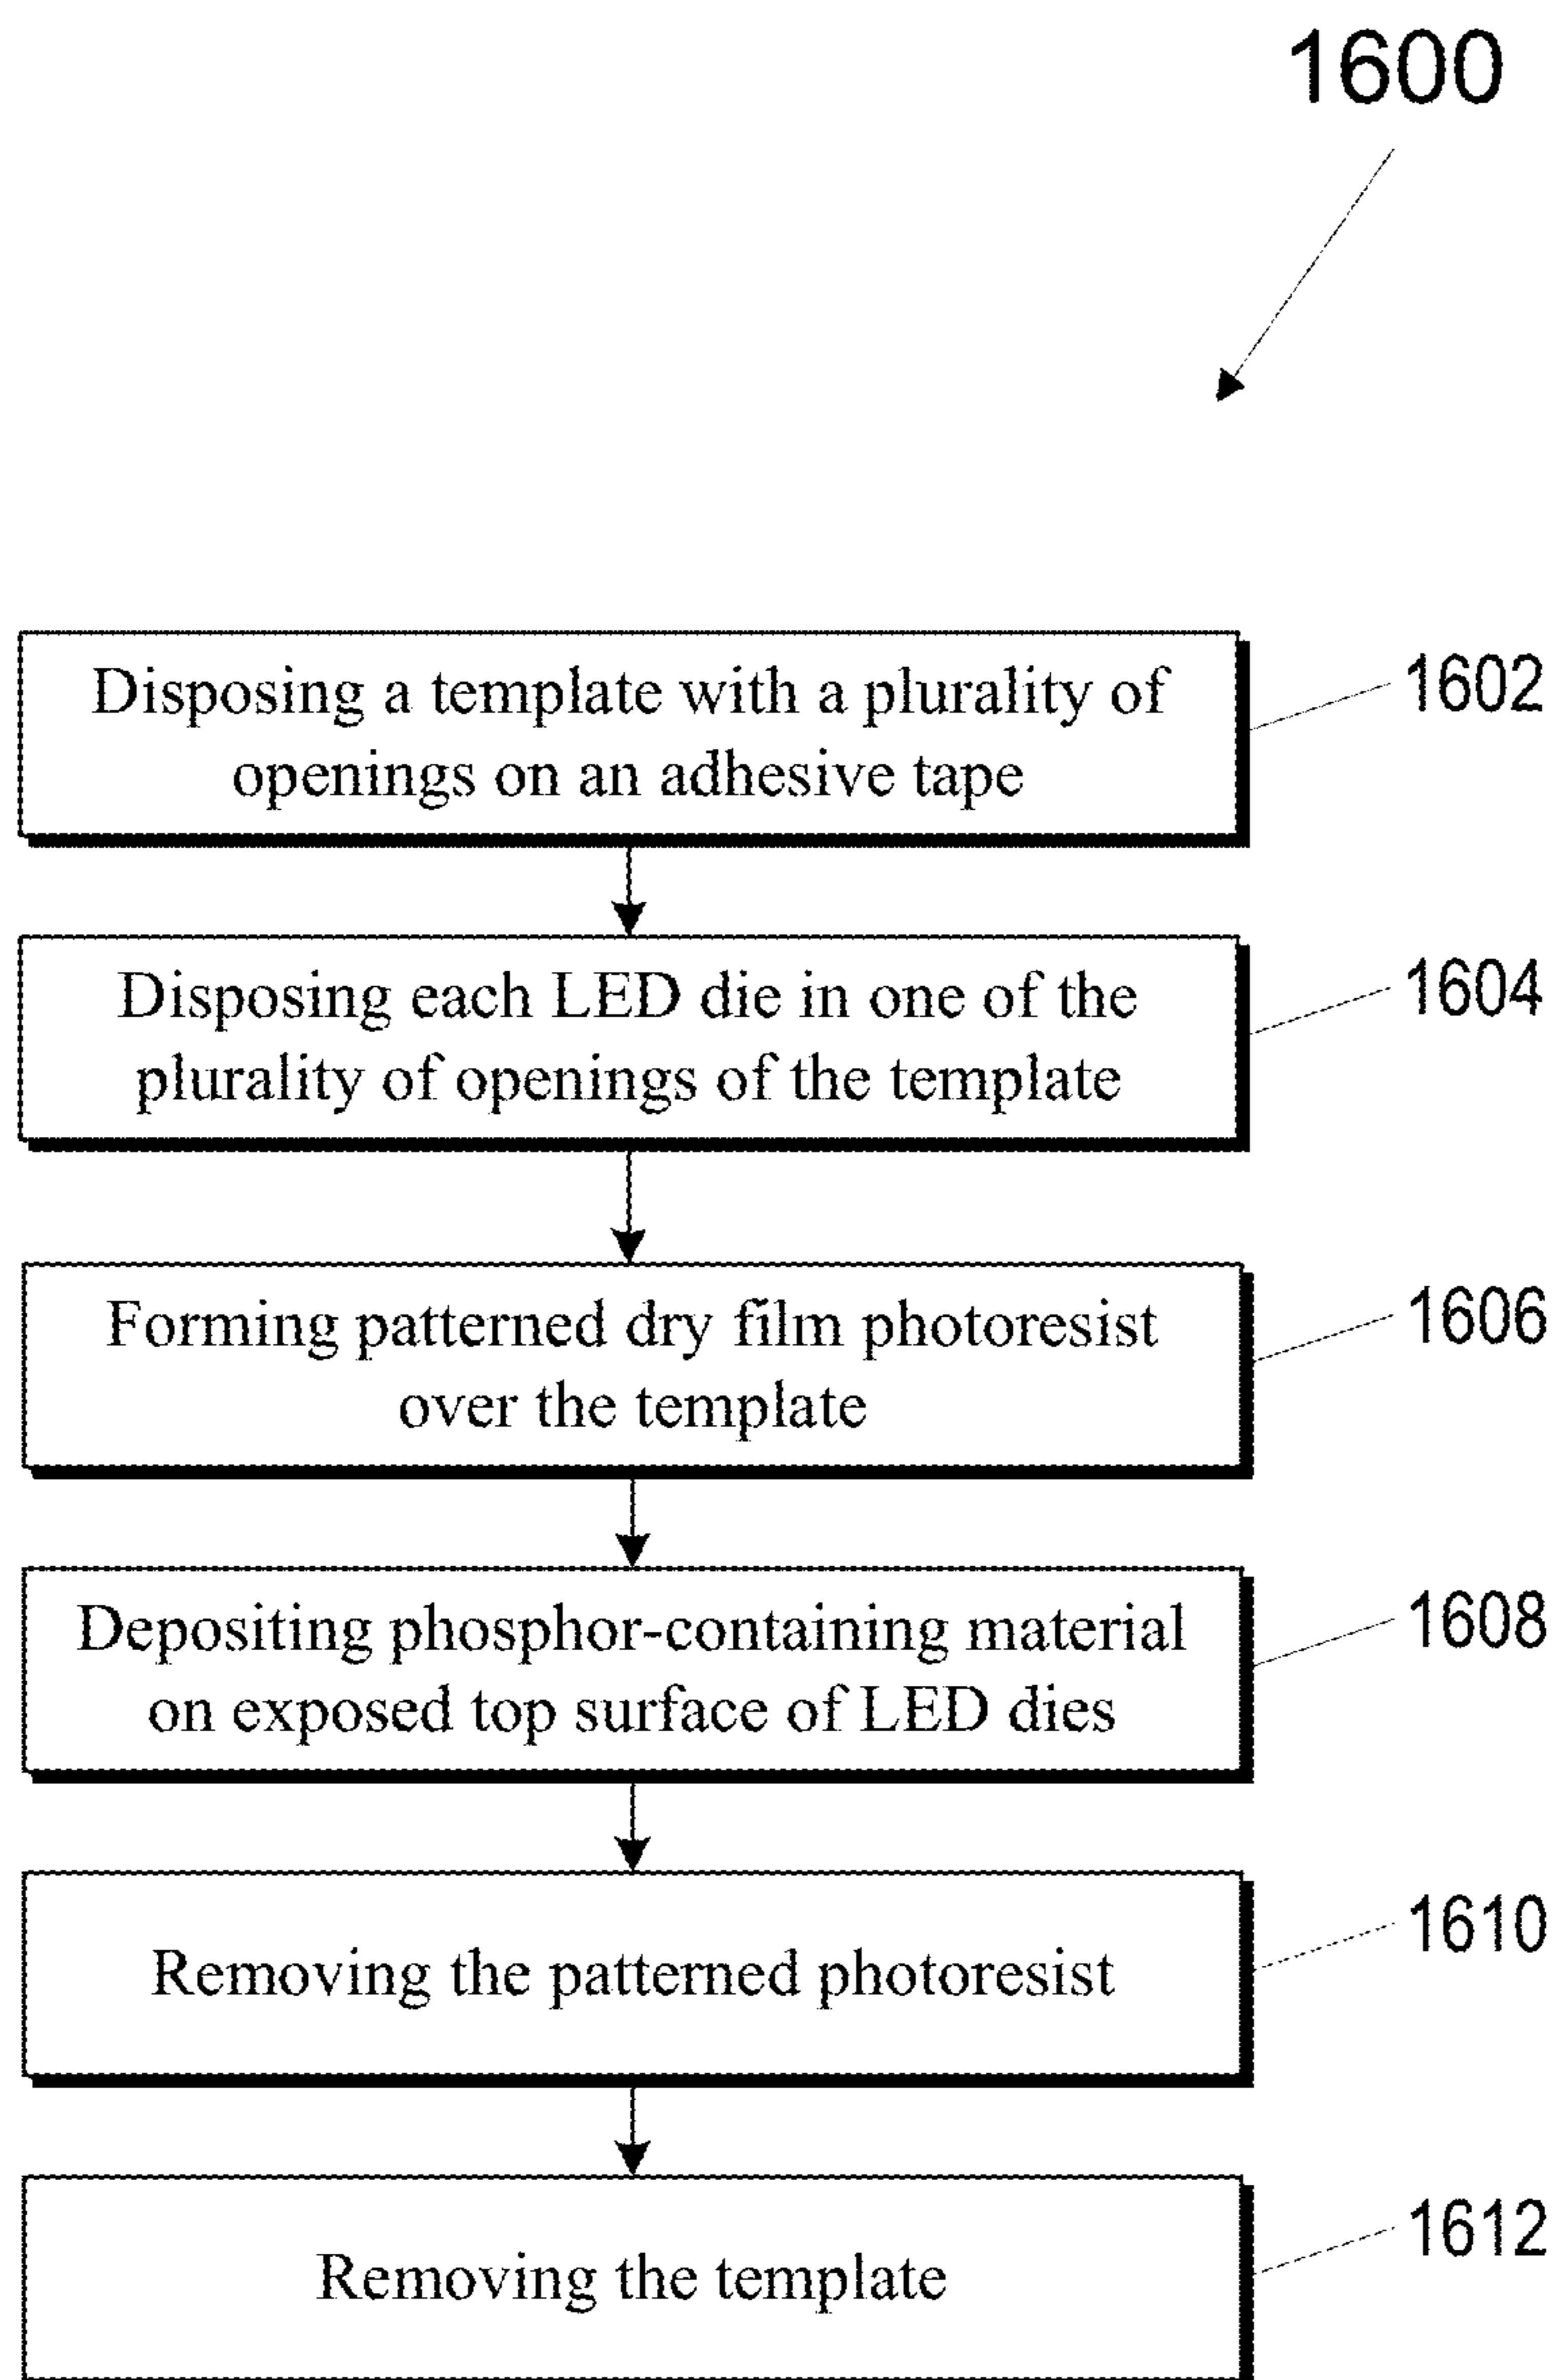 1600
Disposing a template with a plurality of
openings on an adhesive tape
1602
Disposing each LED die in one of the
plurality of openings of the template
1604
Forming patterned dry film photoresist
over the template
1606
Depositing phosphor-containing material
on exposed top surface of LED dies
1608
Removing the patterned photoresist
1610
Removing the template
1612